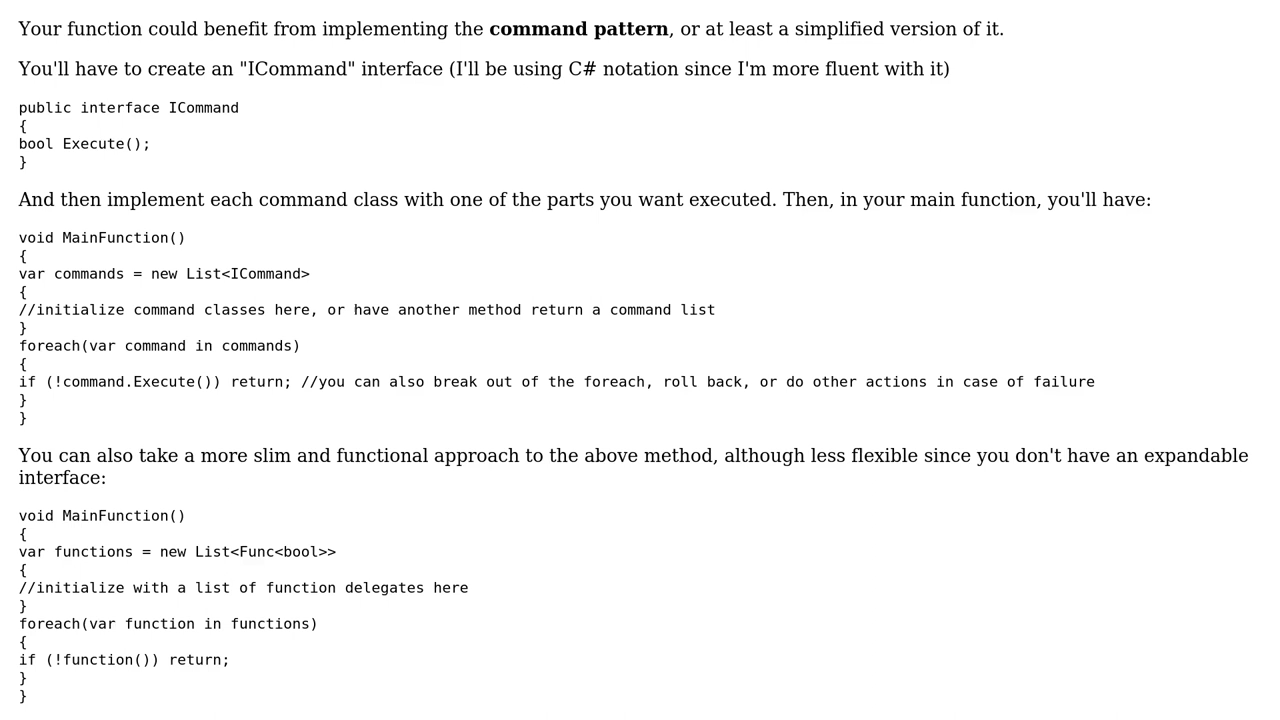 Your function could benefit from implementing the command pattern, or at least a simplified version of it.
You'll have to create an "ICommand" interface (I'll be using C# notation since I'm more fluent with it)
public interface ICommand
{
bool Execute();
}
And then implement each command class with one of the parts you want executed. Then, in your main function, you'll have:
void MainFunction()
{
var commands = new List<ICommand>
{
//initialize command classes here, or have another method return a command list
}
foreach(var command in commands)
{
if (!command.Execute()) return; //you can also break out of the foreach, roll back, or do other actions in case of failure
}
}
You can also take a more slim and functional approach to the above method, although less flexible since you don't have an expandable
interface:
void MainFunction()
{
var functions = new List<Func<bool>>
{
//initialize with a list of function delegates here
}
foreach(var function in functions)
{
if (!function()) return;
}
}